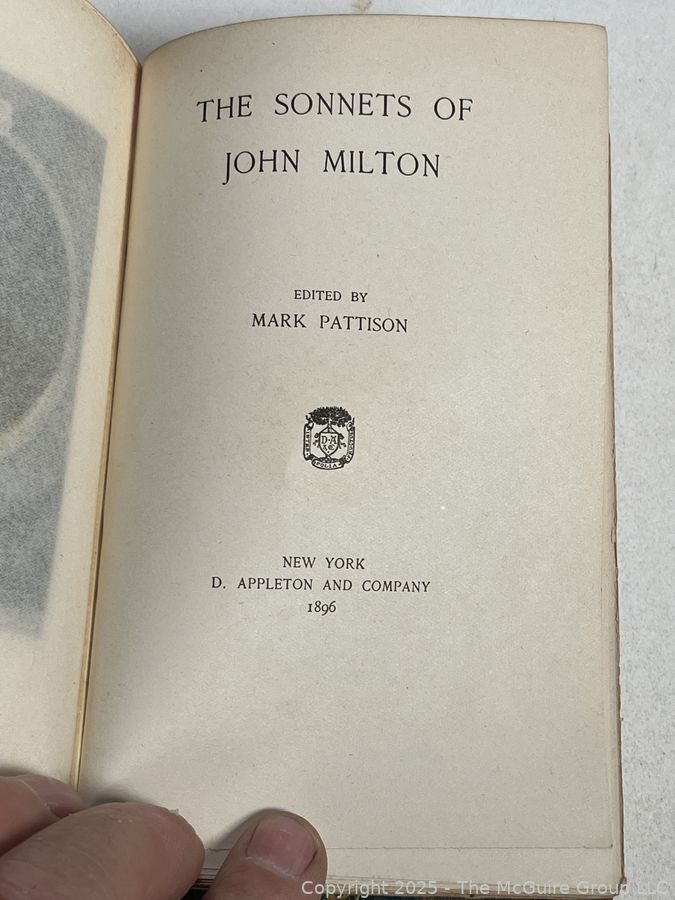 THE SONNETS OF
JOHN MILTON
EDITED BY
MARK PATTISON
D·A
& C
NEW YORK
D. APPLETON AND COMPANY
1896
Copyright 2025 - The McGuire Group LLC